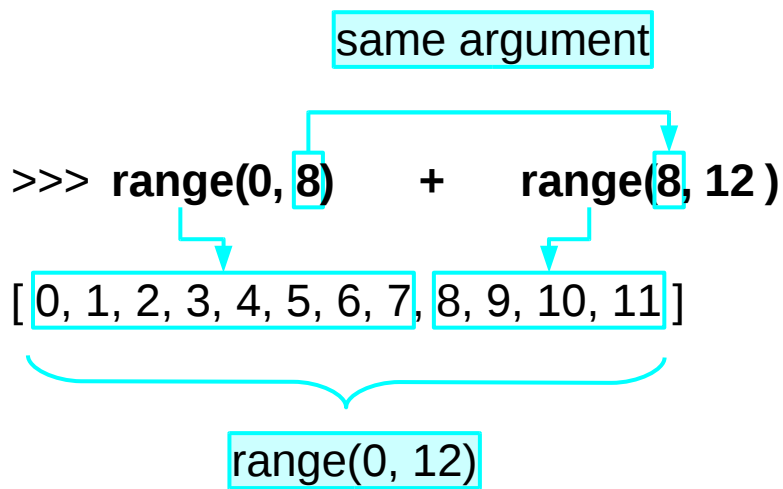 same argument
>>> range(0, 8) + range(8, 12 )
[ 0, 1, 2, 3, 4, 5, 6, 7, 8, 9, 10, 11 ]
range(0, 12)